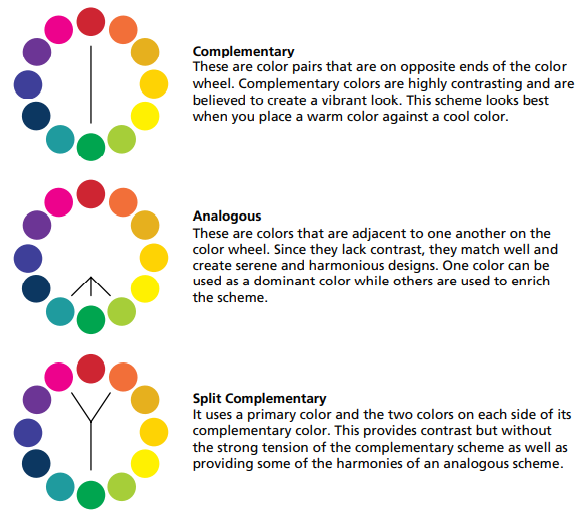 Complementary
These are color pairs that are on opposite ends of the color
wheel. Complementary colors are highly contrasting and are
believed to create a vibrant look. This scheme looks best
when you place a warm color against a cool color.
Analogous
These are colors that are adjacent to one another on the
color wheel. Since they lack contrast, they match well and
create serene and harmonious designs. One color can be
used as a dominant color while others are used to enrich
the scheme.
Split Complementary
It uses a primary color and the two colors on each side of its
complementary color. This provides contrast but without
the strong tension of the complementary scheme as well as
providing some of the harmonies of an analogous scheme.